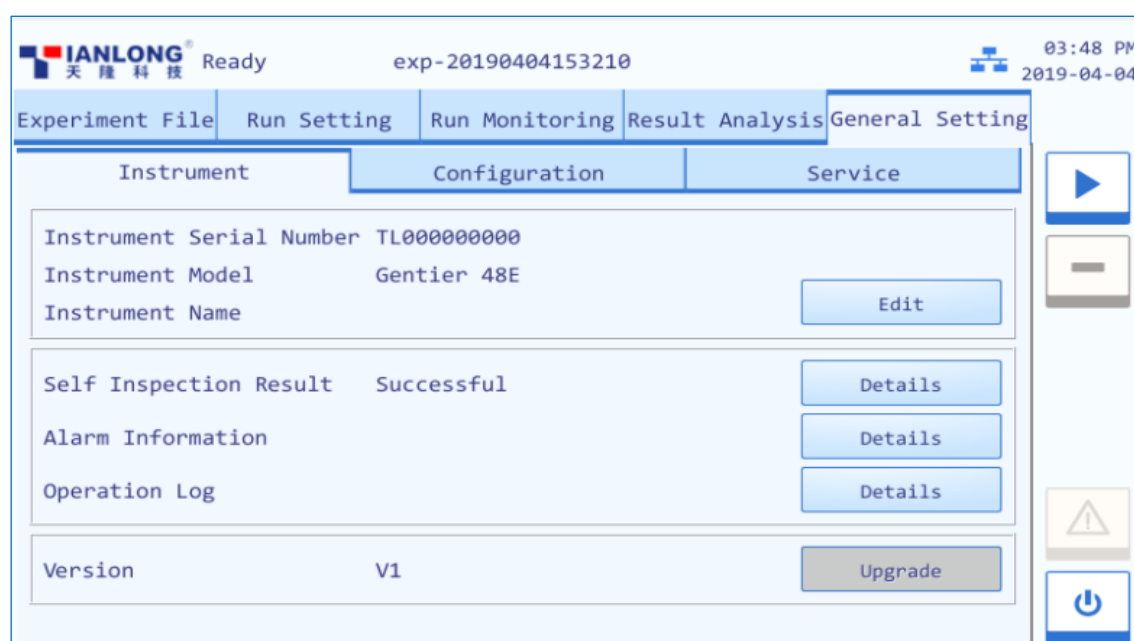 TIANLONG® Ready exp-20190404153210 03:48 PM
天隆科技 2019-04-04
Experiment File Run Setting Run Monitoring Result Analysis General Setting
Instrument Configuration Service
Instrument Serial Number TL000000000
Instrument Model Gentier 48E
Instrument Name Edit
Self Inspection Result Successful Details
Alarm Information Details
Operation Log Details
Version V1 Upgrade